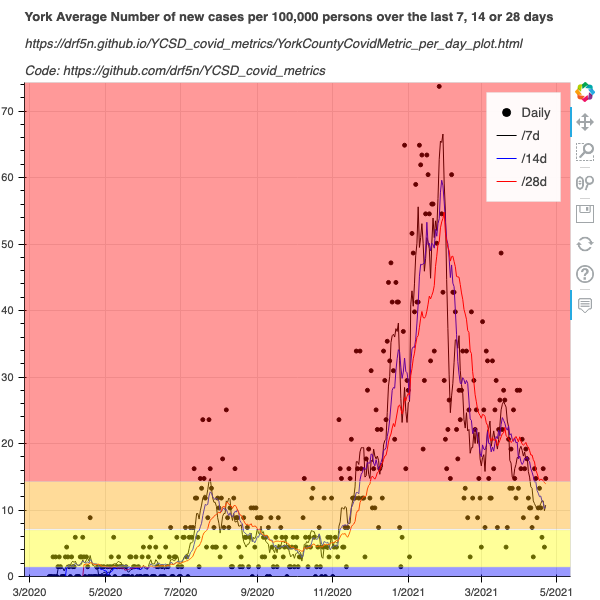 York Average Number of new cases per 100,000 persons over the last 7, 14 or 28 days
https://drf5n.github.io/YCSD_covid_metrics/YorkCountyCovidMetric_per_day_plot.html
Code: https://github.com/drf5n/YCSD_covid_metrics
Daily
/7d
/14d
/28d
70
60
50
40
30
20
10
0
3/2020 5/2020 7/2020 9/2020 11/2020 1/2021 3/2021 5/2021